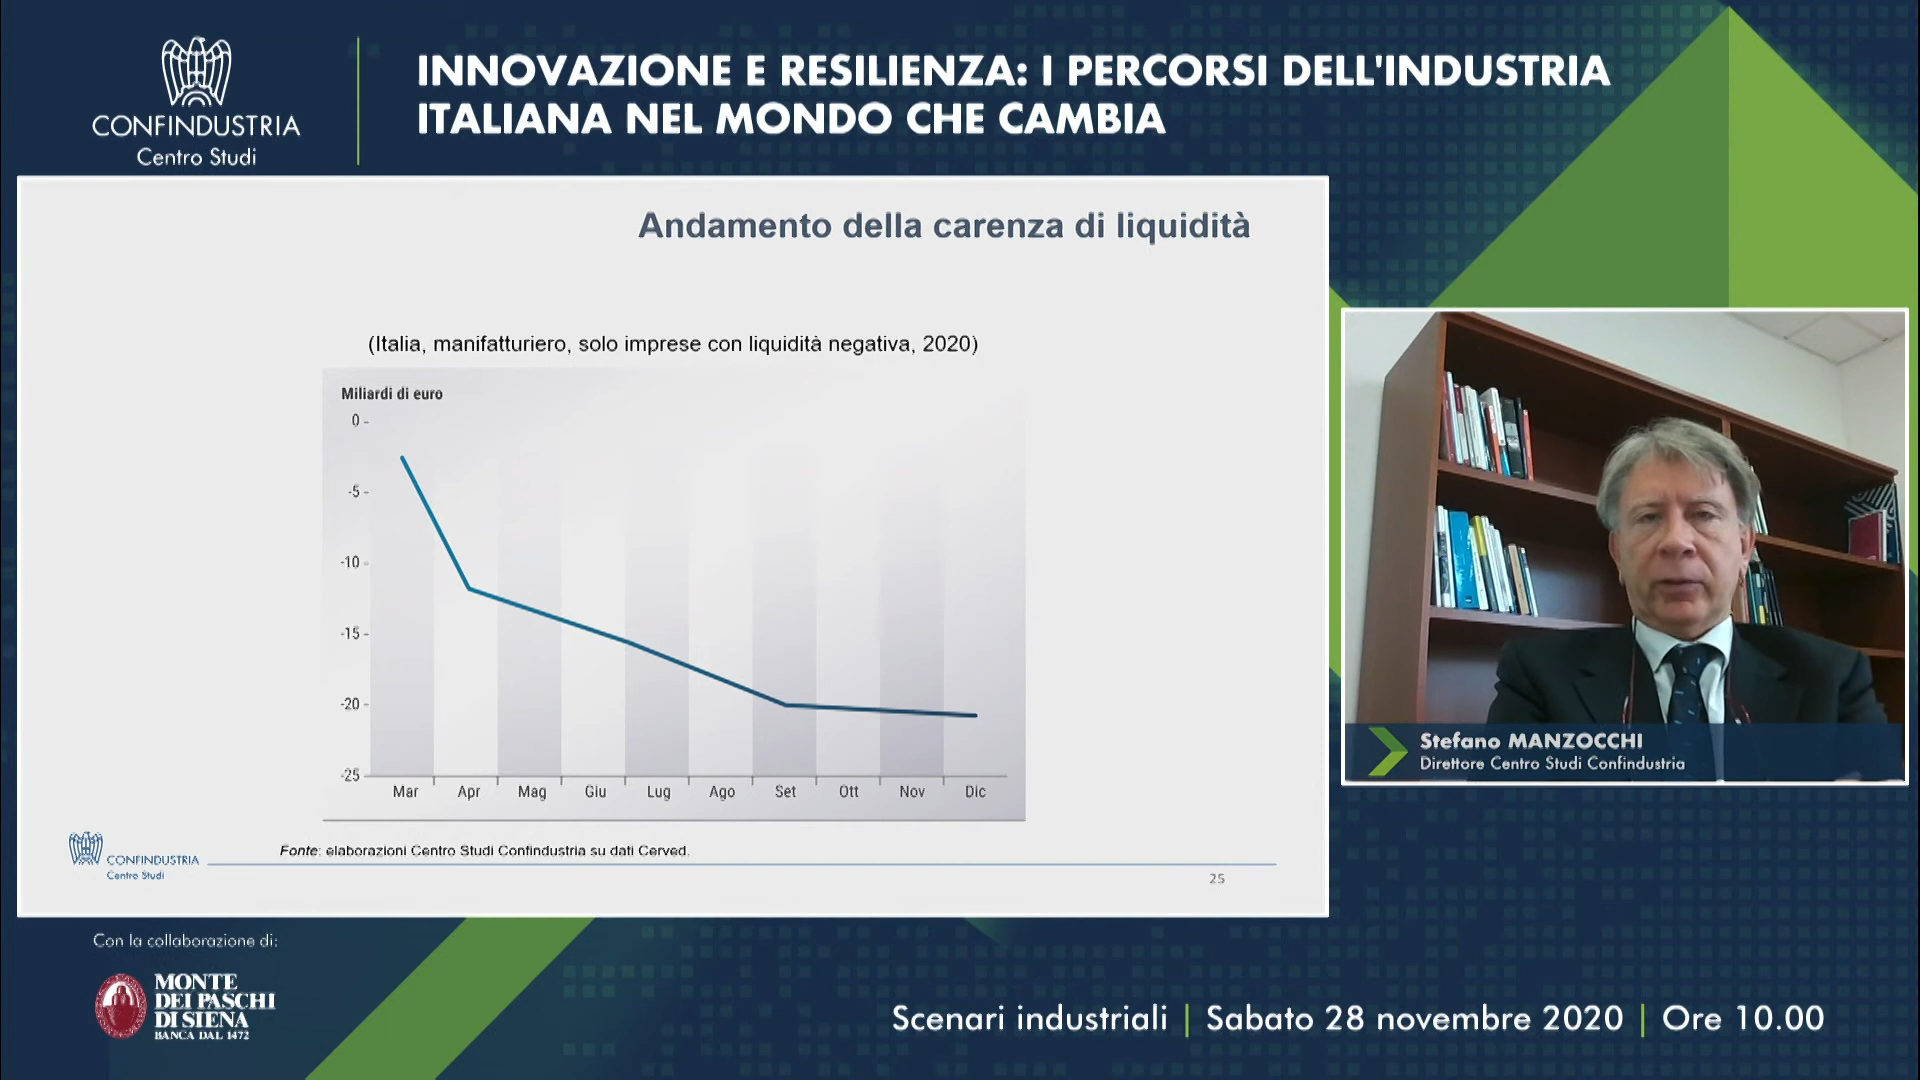 CONFINDUSTRIA
Centro Studi
INNOVAZIONE E RESILIENZA: I PERCORSI DELL'INDUSTRIA
ITALIANA NEL MONDO CHE CAMBIA
Andamento della carenza di liquidità
(Italia, manifatturiero, solo imprese con liquidità negativa, 2020)
Miliardi di euro
0
-5
-10
-15
-20
-25
Mar Apr Mag Giu Lug Ago Set Ott Nov Dic
Fonte: elaborazioni Centro Studi Confindustria su dati Cerved.
CONFINDUSTRIA
Centro Studi
25
Stefano MANZOCCHI
Direttore Centro Studi Confindustria
Con la collaborazione di:
MONTE
DEI PASCHI
DI SIENA
BANCA DAL 1472
Scenari industriali | Sabato 28 novembre 2020 | Ore 10.00